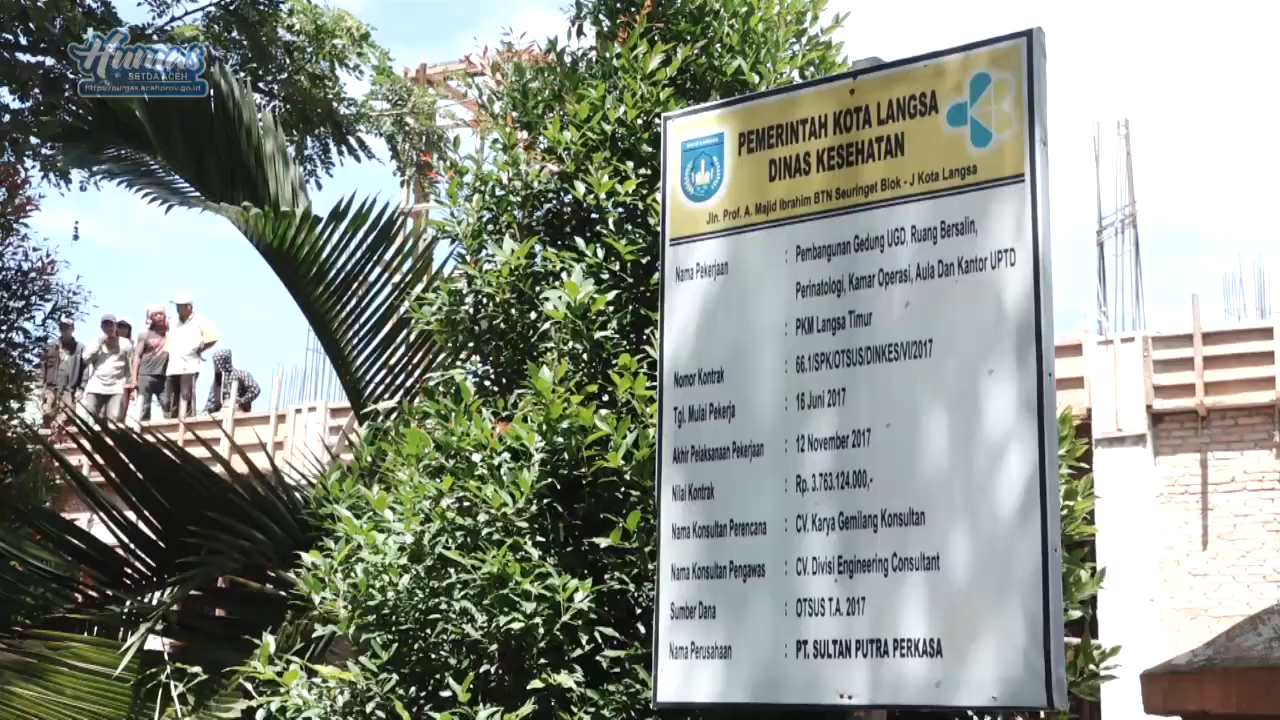 Humas
SETDA ACEH
http://humas.acehprov.go.id
PEMERINTAH KOTA LANGSA
DINAS KESEHATAN
Jln. Prof. A. Majid Ibrahim BTN Seuringet Blok - J Kota Langsa
Nama Pekerjaan : Pembangunan Gedung UGD, Ruang Bersalin,
Perinatologi, Kamar Operasi, Aula Dan Kantor UPTD
: PKM Langsa Timur
Nomor Kontrak : 66.1/SPK/OTSUS/DINKES/VI/2017
Tgl. Mulai Pekerja : 16 Juni 2017
Akhir Pelaksanaan Pekerjaan : 12 November 2017
Nilai Kontrak : Rp. 3.763.124.000,-
Nama Konsultan Perencana : CV. Karya Gemilang Konsultan
Nama Konsultan Pengawas : CV. Divisi Engineering Consultant
Sumber Dana : OTSUS T.A. 2017
Nama Perusahaan : PT. SULTAN PUTRA PERKASA